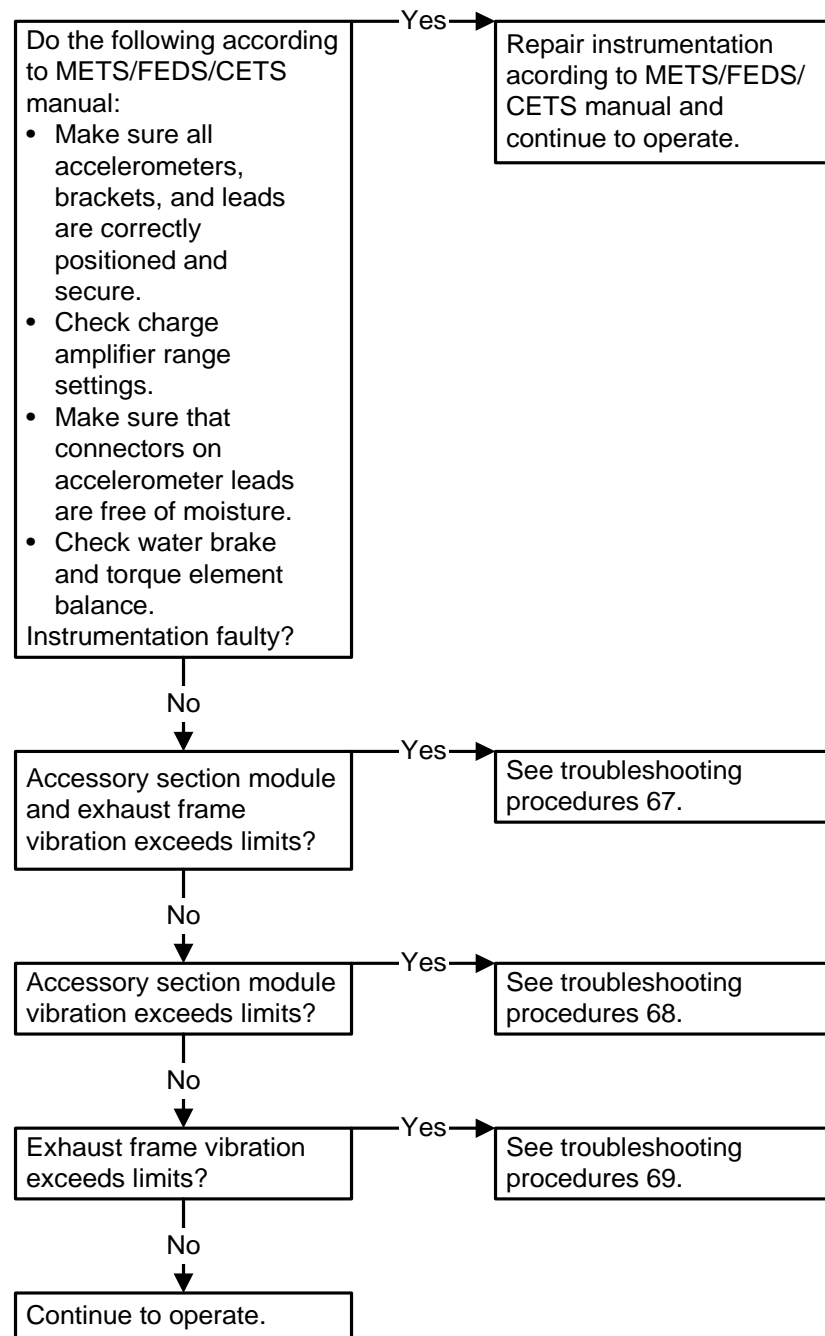 Do the following according
to METS/FEDS/CETS
manual:
• Make sure all
accelerometers,
brackets, and leads
are correctly
positioned and
secure.
• Check charge
amplifier range
settings.
• Make sure that
connectors on
accelerometer leads
are free of moisture.
• Check water brake
and torque element
balance.
Instrumentation faulty?
Yes
Repair instrumentation
acording to METS/FEDS/
CETS manual and
continue to operate.
No
Accessory section module
and exhaust frame
vibration exceeds limits?
Yes
See troubleshooting
procedures 67.
No
Accessory section module
vibration exceeds limits?
Yes
See troubleshooting
procedures 68.
No
Exhaust frame vibration
exceeds limits?
Yes
See troubleshooting
procedures 69.
No
Continue to operate.